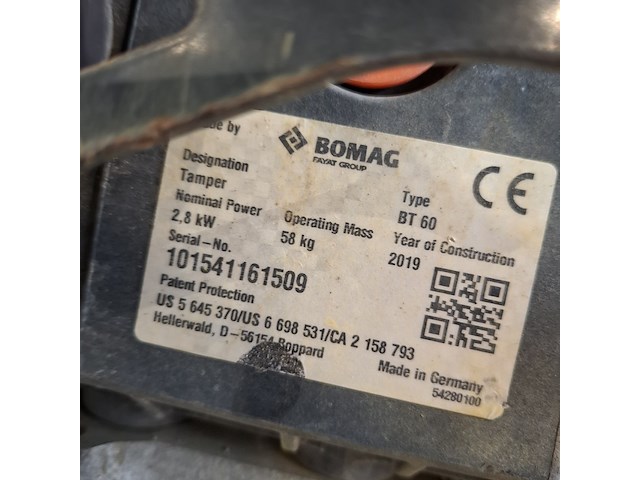 by
BOMAG
FAYAT GROUP
CE
Designation
Tamper
Type
BT 60
Nominal Power
2,8 kW
Operating Mass
58 kg
Year of Construction
2019
Serial-No.
101541161509
Patent Protection
US 5 645 370/US 6 698 531/CA 2 158 793
Hellerwald, D-56154 Boppard
Made in Germany
54280100